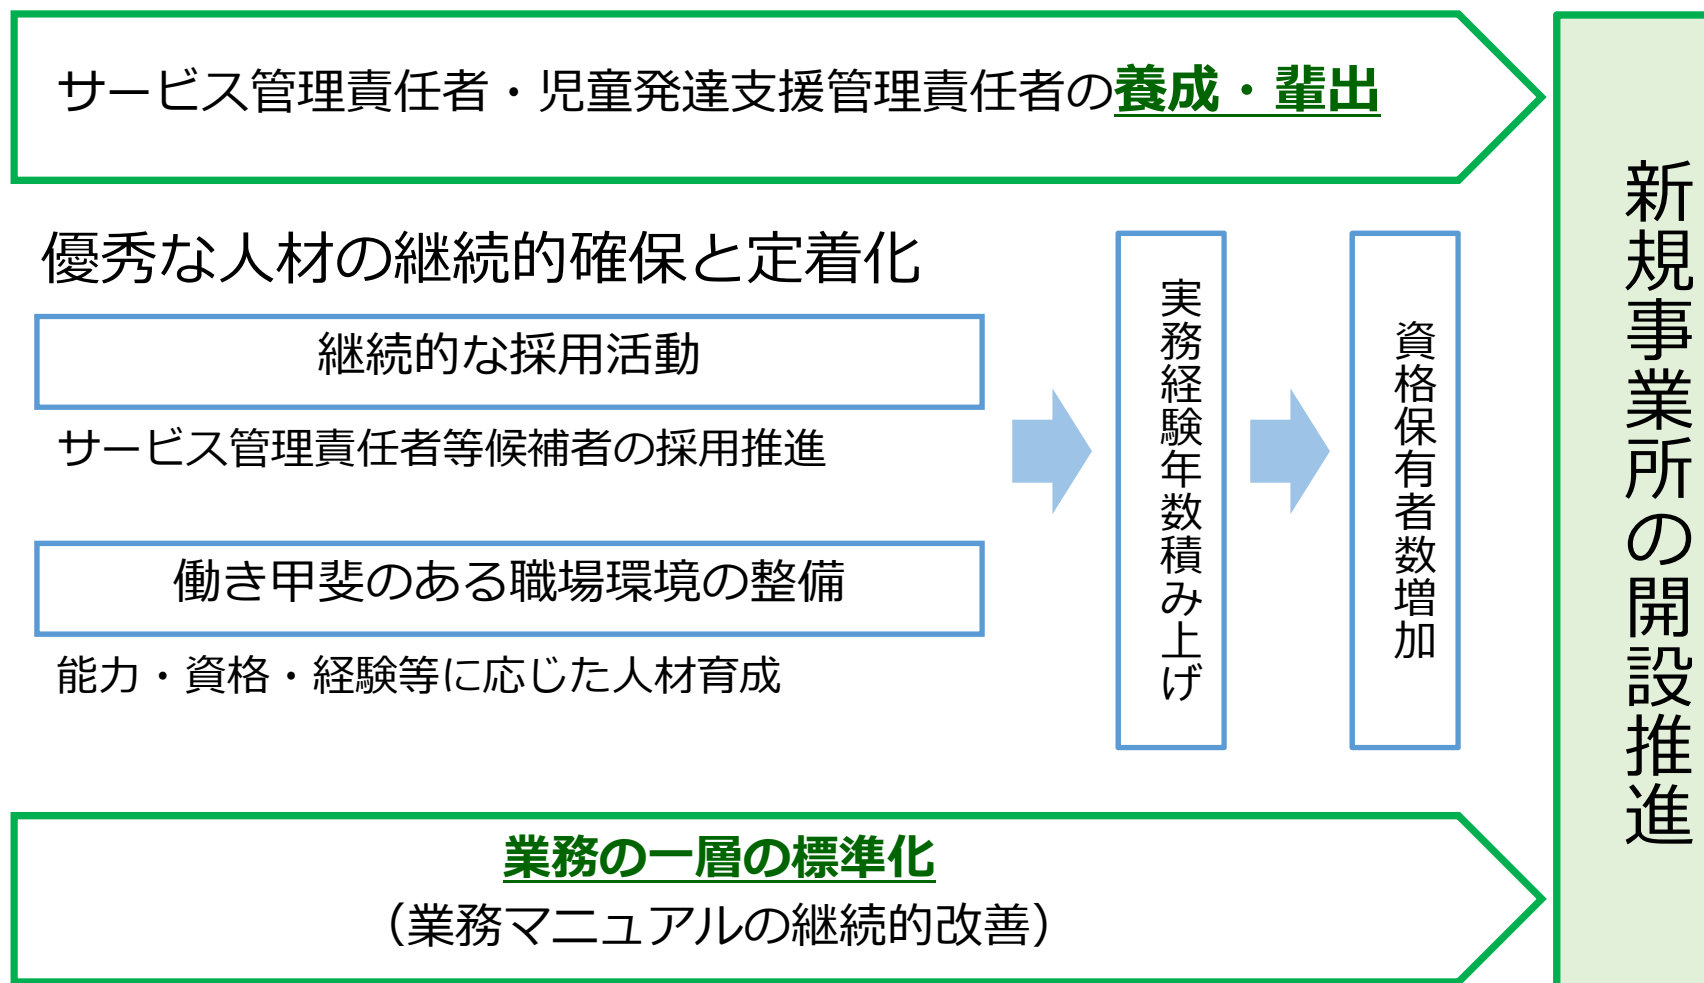 サービス管理責任者・児童発達支援管理責任者の養成・輩出
優秀な人材の継続的確保と定着化
継続的な採用活動
サービス管理責任者等候補者の採用推進
働き甲斐のある職場環境の整備
能力・資格・経験等に応じた人材育成
実務経験年数積み上げ
資格保有者数増加
業務の一層の標準化
（業務マニュアルの継続的改善）
新規事業所の開設推進